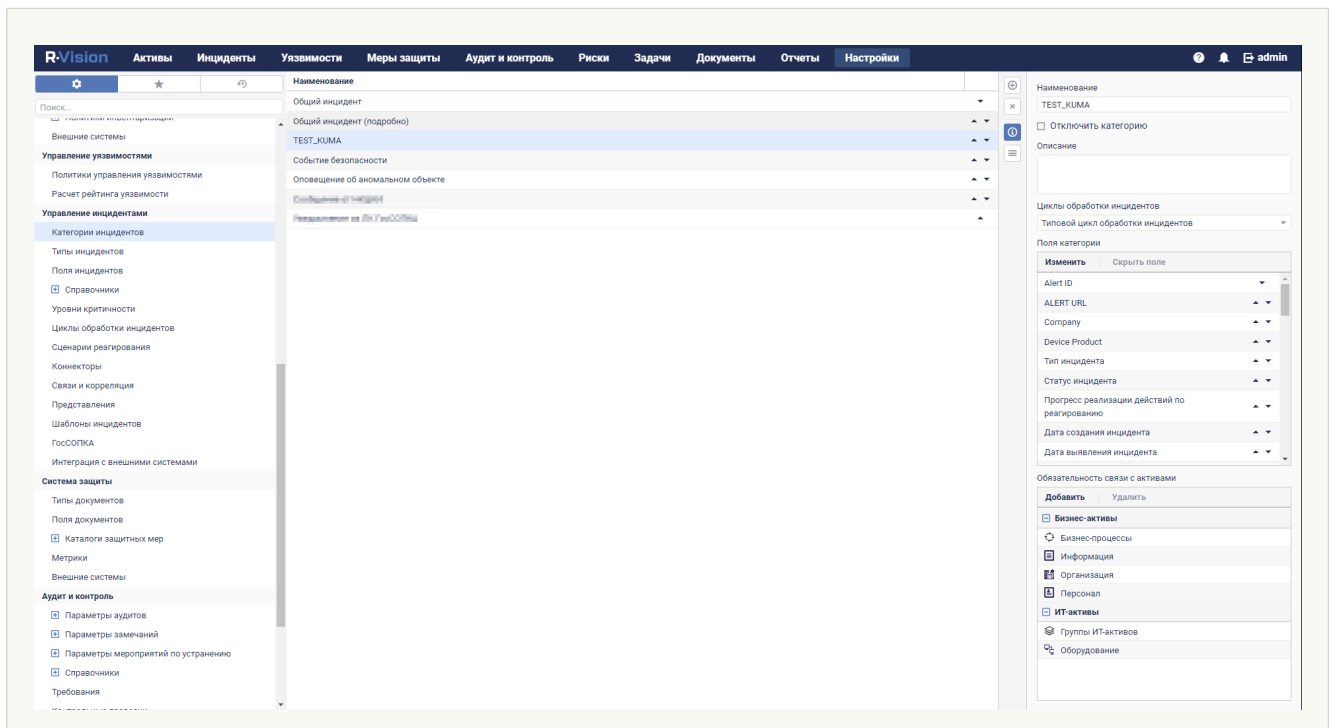 R·Vision Активы Инциденты Уязвимости Меры защиты Аудит и контроль Риски Задачи Документы Отчеты Настройки admin
Поиск...
Внешние системы
Управление уязвимостями
Политики управления уязвимостями
Расчет рейтинга уязвимости
Управление инцидентами
Категории инцидентов
Типы инцидентов
Поля инцидентов
Справочники
Уровни критичности
Циклы обработки инцидентов
Сценарии реагирования
Коннекторы
Связи и корреляция
Представления
Шаблоны инцидентов
ГосСОПКА
Интеграция с внешними системами
Система защиты
Типы документов
Поля документов
Каталоги защитных мер
Метрики
Внешние системы
Аудит и контроль
Параметры аудитов
Параметры замечаний
Параметры мероприятий по устранению
Справочники
Требования
Наименование
Общий инцидент
Общий инцидент (подробно)
TEST_KUMA
Событие безопасности
Оповещение об аномальном объекте
Наименование
TEST_KUMA
Отключить категорию
Описание
Циклы обработки инцидентов
Типовой цикл обработки инцидентов
Поля категории
Изменить Скрыть поле
Alert ID
ALERT URL
Company
Device Product
Тип инцидента
Статус инцидента
Прогресс реализации действий по
реагированию
Дата создания инцидента
Дата выявления инцидента
Обязательность связи с активами
Добавить Удалить
Бизнес-активы
Бизнес-процессы
Информация
Организация
Персонал
ИТ-активы
Группы ИТ-активов
Оборудование